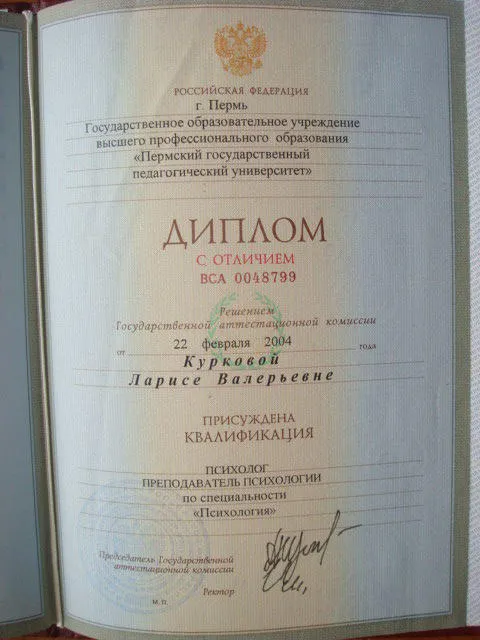 РОССИЙСКАЯ ФЕДЕРАЦИЯ
г. Пермь
Государственное образовательное учреждение
высшего профессионального образования
«Пермский государственный
педагогический университет»
ДИПЛОМ
С ОТЛИЧИЕМ
ВСА 0048799
Решением
Государственной аттестационной комиссии
от 22 февраля 2004 года
Курковой
Ларисе Валерьевне
ПРИСУЖДЕНА
КВАЛИФИКАЦИЯ
ПСИХОЛОГ
ПРЕПОДАВАТЕЛЬ ПСИХОЛОГИИ
по специальности
«Психология»
Председатель Государственной
аттестационной комиссии
Ректор
М.П.